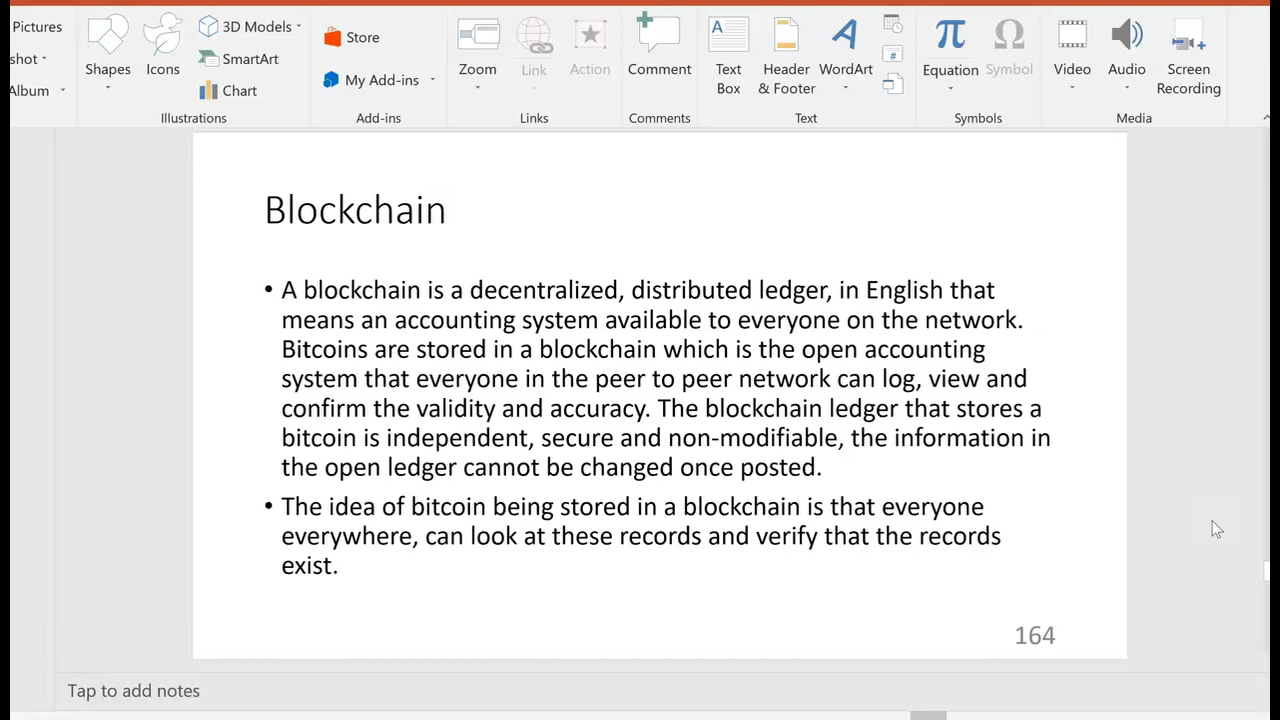 Pictures
shot
Album
Shapes
Icons
3D Models
SmartArt
Chart
Illustrations
Store
My Add-ins
Add-ins
Zoom
Link
Action
Links
Comment
Comments
Text Box
Header & Footer
WordArt
Text
Equation
Symbol
Symbols
Video
Audio
Screen Recording
Media
Blockchain
• A blockchain is a decentralized, distributed ledger, in English that
means an accounting system available to everyone on the network.
Bitcoins are stored in a blockchain which is the open accounting
system that everyone in the peer to peer network can log, view and
confirm the validity and accuracy. The blockchain ledger that stores a
bitcoin is independent, secure and non-modifiable, the information in
the open ledger cannot be changed once posted.
• The idea of bitcoin being stored in a blockchain is that everyone
everywhere, can look at these records and verify that the records
exist.
164
Tap to add notes